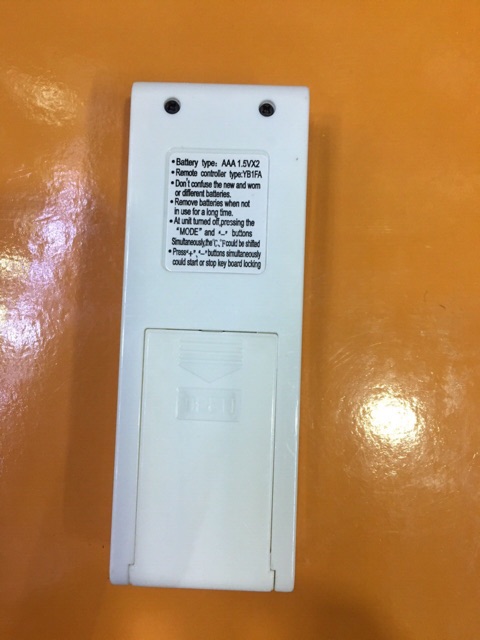 • Battery type: AAA 1.5VX2
• Remote controller type:YB1FA
• Don't confuse the new and worn
or different batteries.
• Remove batteries when not
in use for a long time.
• At unit turned off,pressing the
"MODE" and "-" buttons
Simultaneously,the °C,°F could be shifted
• Press"+","-"buttons simultaneously
could start or stop key board locking